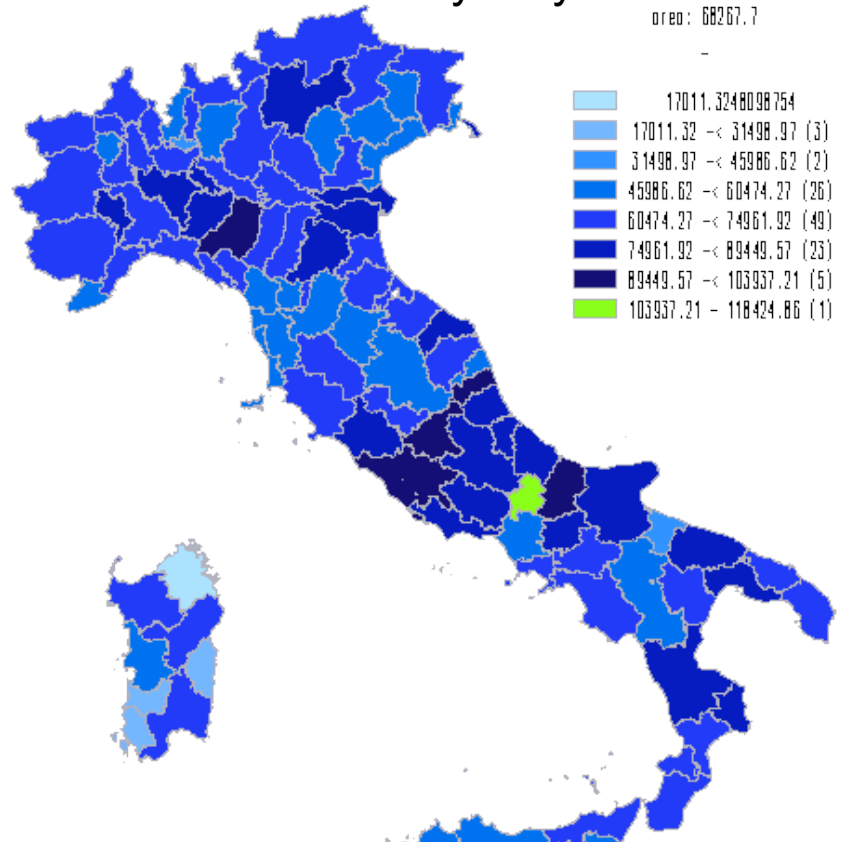 area: 68267.7
-
17011.3248098754
17011.32 -< 31498.97 (3)
31498.97 -< 45986.62 (2)
45986.62 -< 60474.27 (26)
60474.27 -< 74961.92 (49)
74961.92 -< 89449.57 (23)
89449.57 -< 103937.21 (5)
103937.21 - 118424.86 (1)